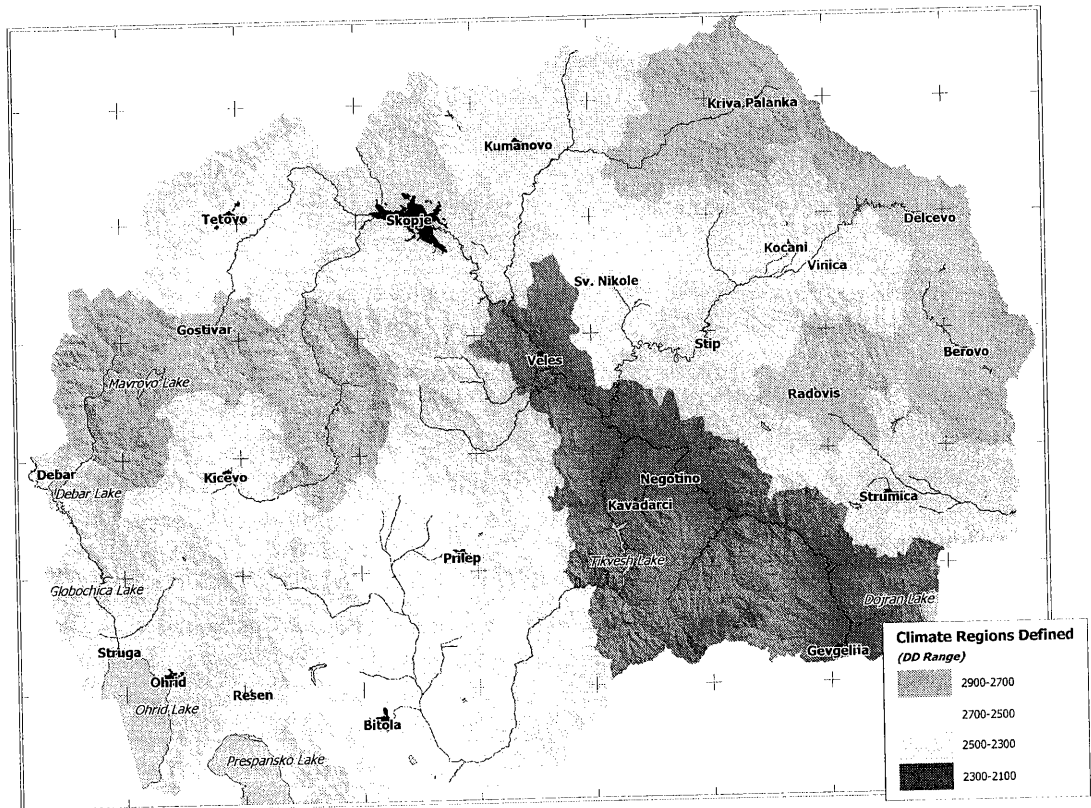 Kriva Palanka
Kumanovo
Tetovo
Skopje
Delcevo
Kocani
Vinica
Sv. Nikole
Gostivar
Stip
Berovo
Veles
Mavrovo Lake
Radovis
Debar
Kicevo
Negotino
Debar Lake
Strumica
Kavadarci
Prilep
Tikvesh Lake
Globochica Lake
Dojran Lake
Struga
Gevgelija
Ohrid
Resen
Ohrid Lake
Bitola
Prespansko Lake
Climate Regions Defined
(DD Range)
2900-2700
2700-2500
2500-2300
2300-2100